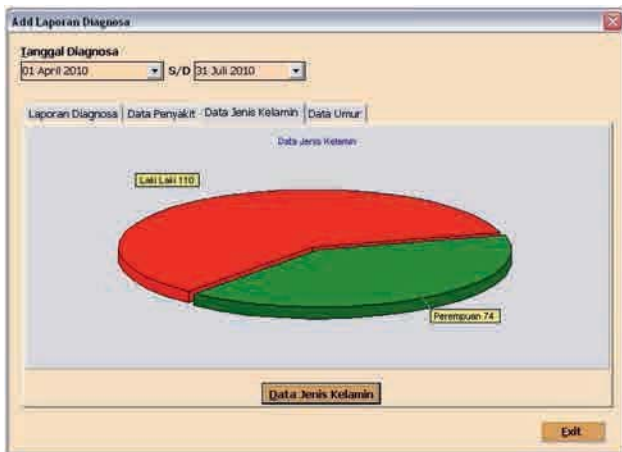 Add Laporan Diagnosa
Tanggal Diagnosa
01 April 2010 S/D 31 Juli 2010
Laporan Diagnosa Data Penyakit Data Jenis Kelamin Data Umur
Data Jenis Kelamin
Laki Laki 110
Perempuan 74
Data Jenis Kelamin
Exit